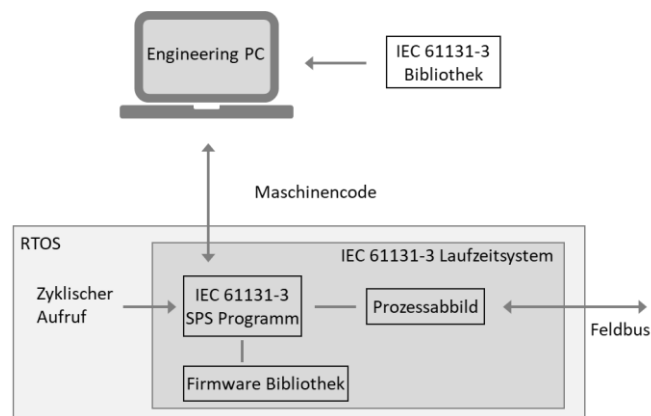 Engineering PC
IEC 61131-3
Bibliothek
Maschinencode
RTOS
IEC 61131-3 Laufzeitsystem
Zyklischer
Aufruf
IEC 61131-3
SPS Programm
Prozessabbild
Feldbus
Firmware Bibliothek